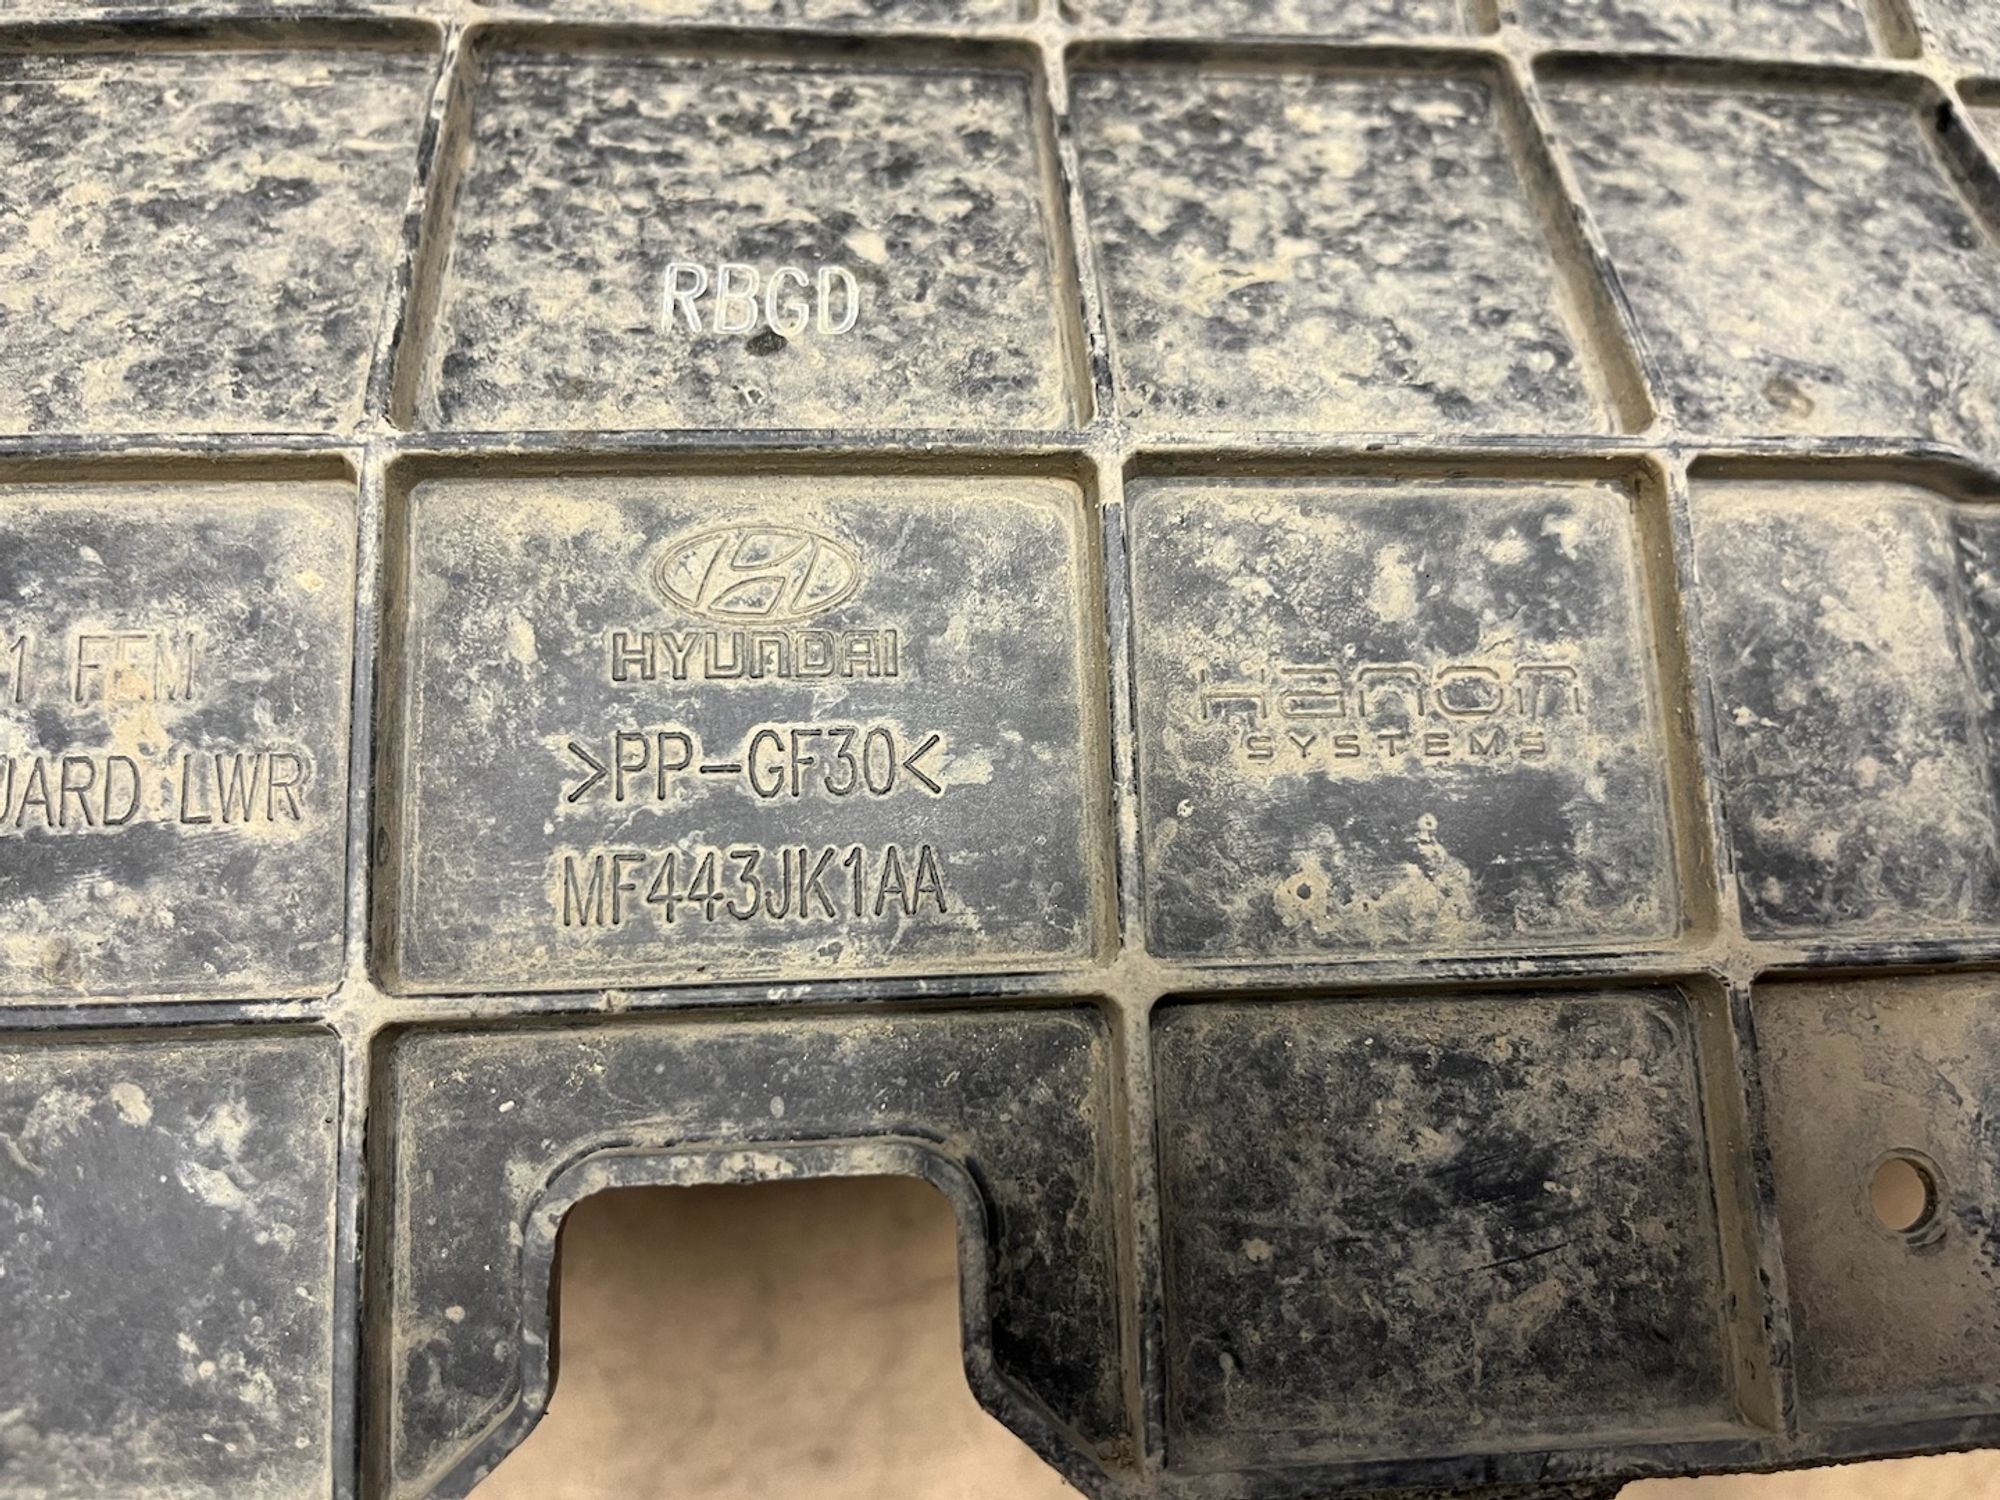 RBGD
1 FEM
UARD LWR
HYUNDAI
>PP-GF30<
MF443JK1AA
Hanon
SYSTEMS